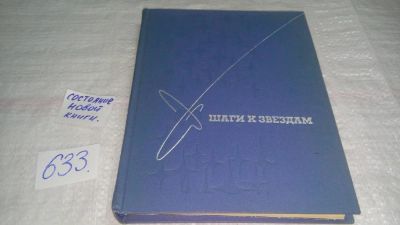 состояние
новой
книги.
633.
ШАГИ К ЗВЕЗДАМ